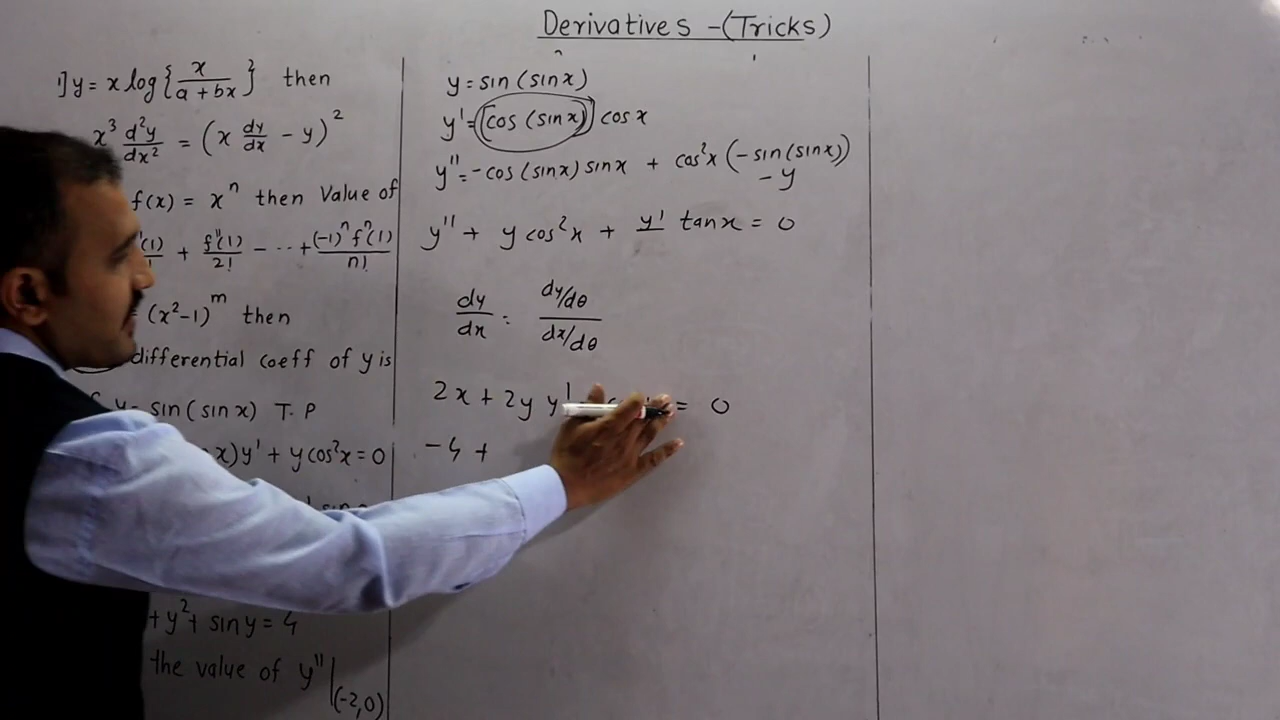 Derivatives -(Tricks)
1] y = x log{x/(a + bx)} then
x³ d²y/dx² = (x dy/dx - y)²
f(x) = xⁿ then Value of
+ f''(1)/2! - ... + (-1)ⁿ fⁿ(1)/n!
(x²-1)ᵐ then
differential coeff of y is
y = sin(sin x) T.P
x)y' + y cos²x = 0
+ y² + sin y = 4
the value of y''|(-2,0)
y = sin(sin x)
y' = [cos(sin x)] cos x
y'' = -cos(sin x) sin x + cos²x (-sin(sin x))
- y
y'' + y cos²x + y' tan x = 0
dy/dx = (dy/dθ)/(dx/dθ)
2x + 2y y' = 0
-4 +